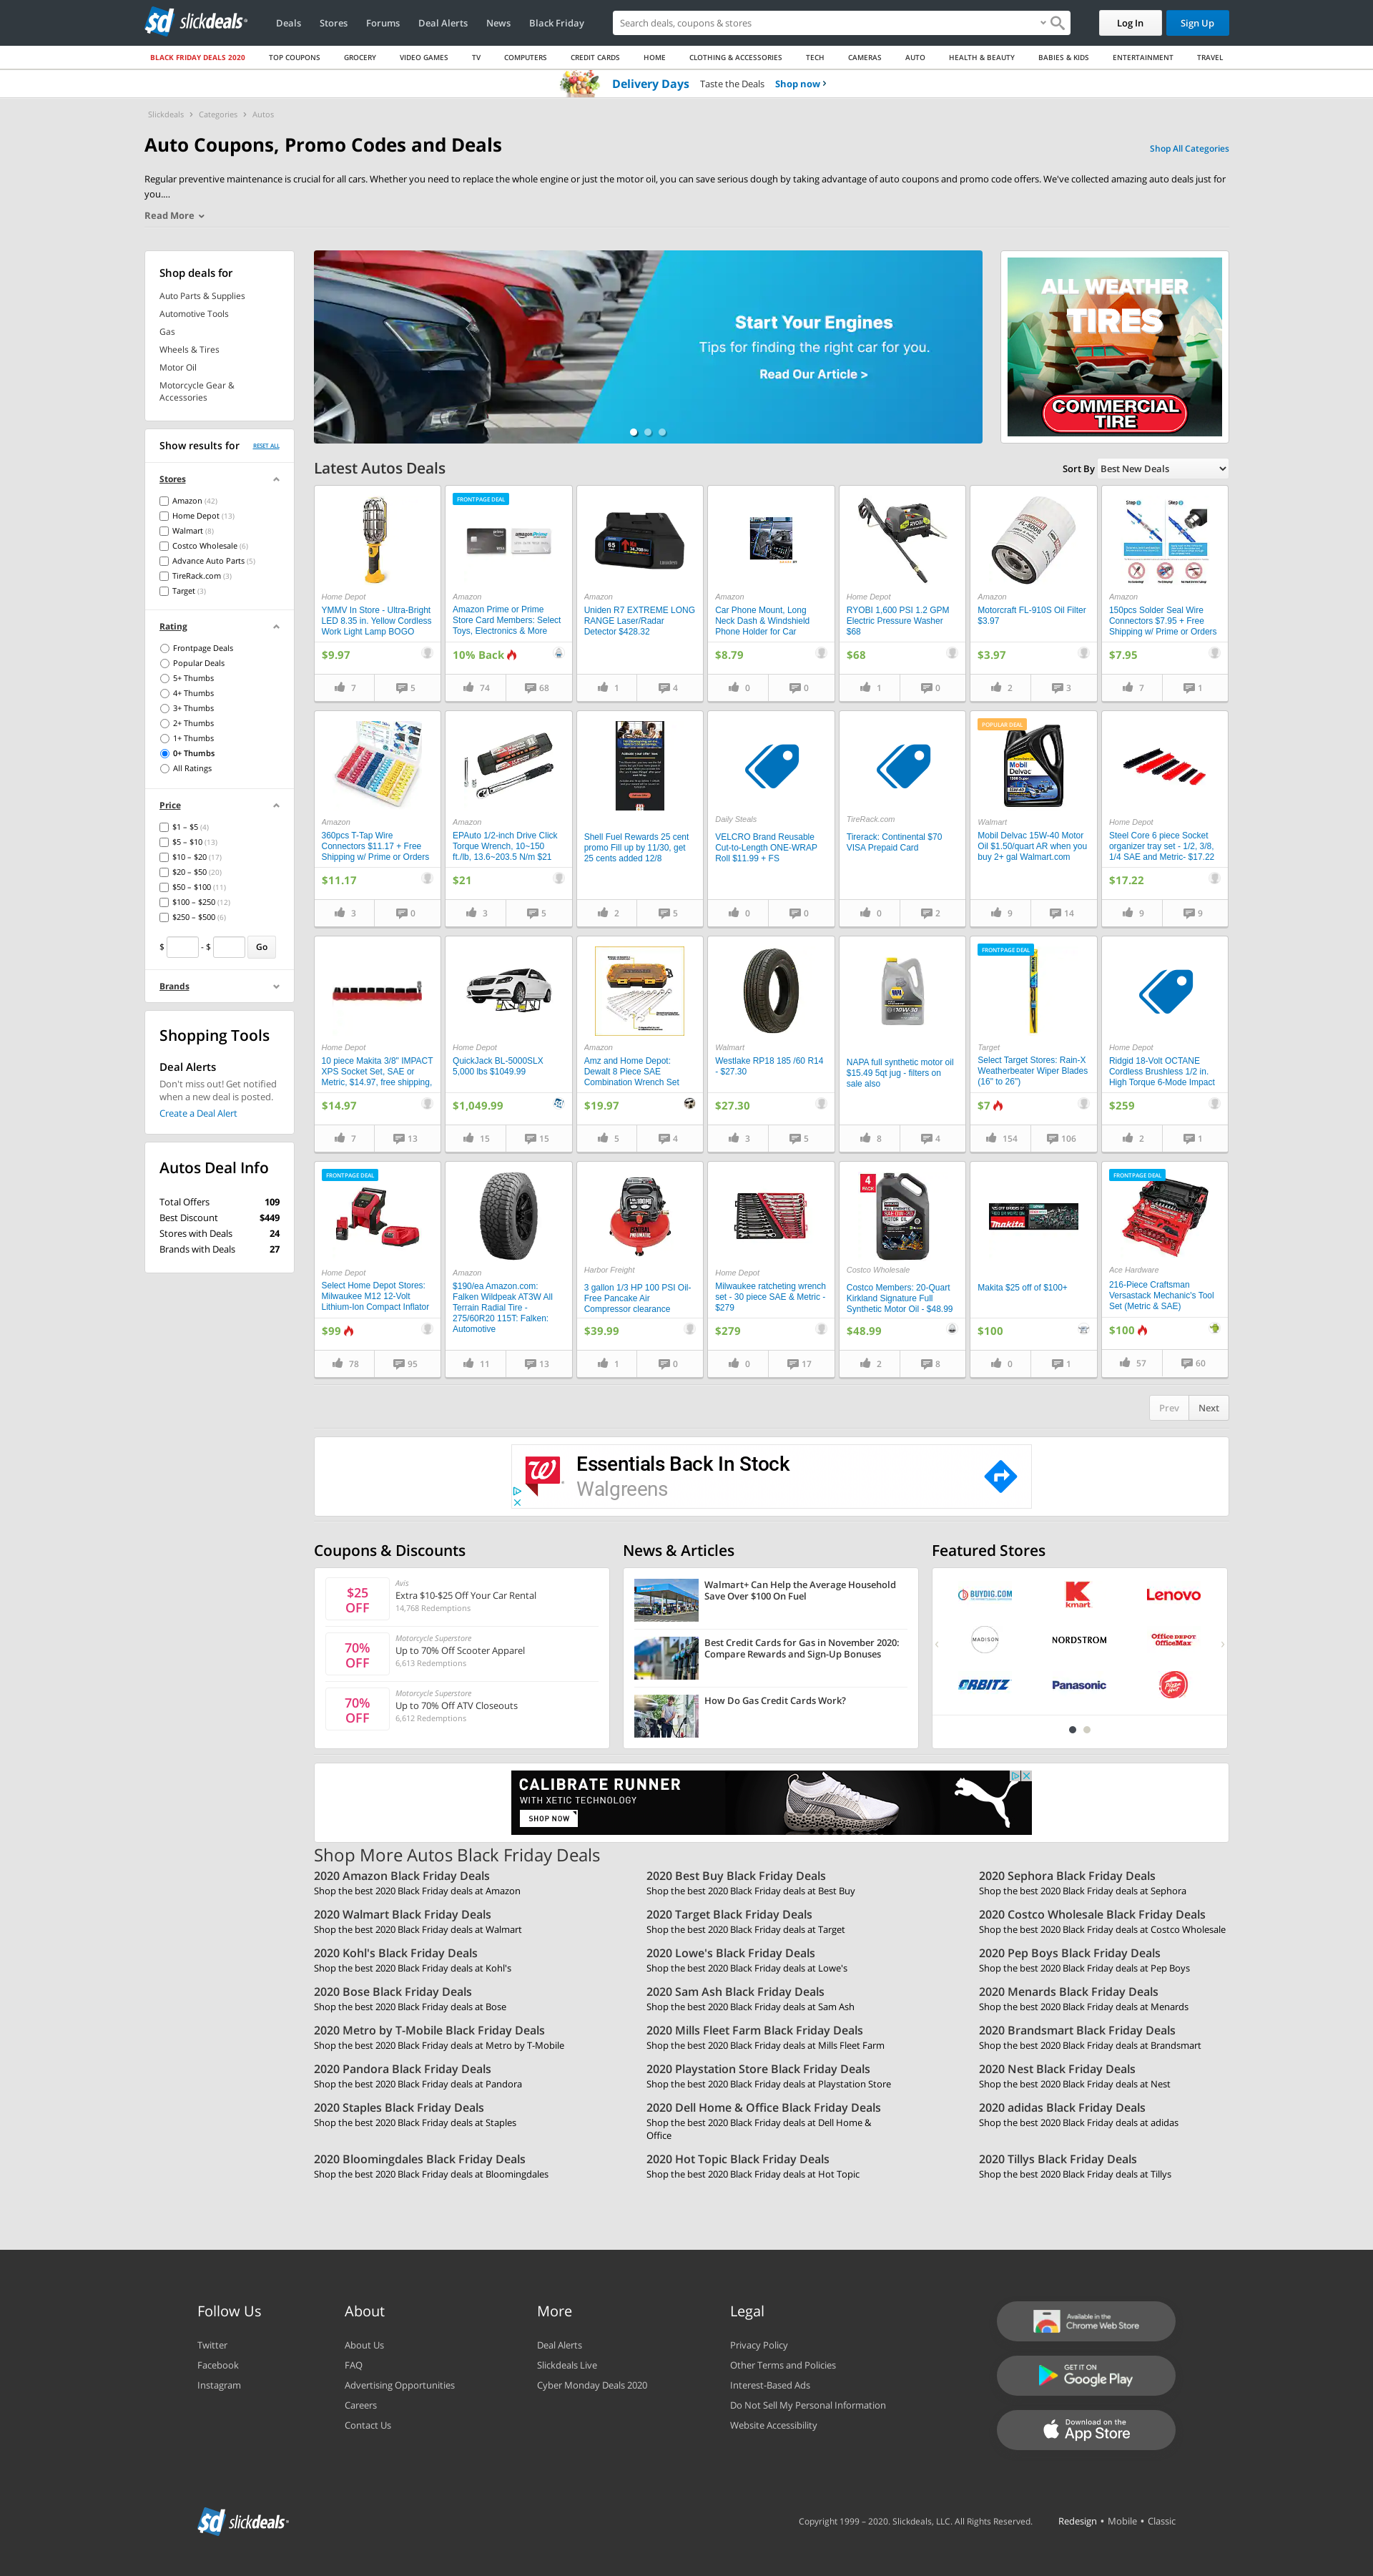 sd slickdeals
Deals Stores Forums Deal Alerts News Black Friday
Search deals, coupons & stores
Log In Sign Up
BLACK FRIDAY DEALS 2020 TOP COUPONS GROCERY VIDEO GAMES TV COMPUTERS CREDIT CARDS HOME CLOTHING & ACCESSORIES TECH CAMERAS AUTO HEALTH & BEAUTY BABIES & KIDS ENTERTAINMENT TRAVEL
Delivery Days Taste the Deals Shop now ›
Slickdeals › Categories › Autos
Auto Coupons, Promo Codes and Deals
Shop All Categories
Regular preventive maintenance is crucial for all cars. Whether you need to replace the whole engine or just the motor oil, you can save serious dough by taking advantage of auto coupons and promo code offers. We've collected amazing auto deals just for
you....
Read More
Shop deals for
Auto Parts & Supplies
Automotive Tools
Gas
Wheels & Tires
Motor Oil
Motorcycle Gear &
Accessories
Show results for RESET ALL
Stores
Amazon (42)
Home Depot (13)
Walmart (8)
Costco Wholesale (6)
Advance Auto Parts (5)
TireRack.com (3)
Target (3)
Rating
Frontpage Deals
Popular Deals
5+ Thumbs
4+ Thumbs
3+ Thumbs
2+ Thumbs
1+ Thumbs
0+ Thumbs
All Ratings
Price
$1 – $5 (4)
$5 – $10 (13)
$10 – $20 (17)
$20 – $50 (20)
$50 – $100 (11)
$100 – $250 (12)
$250 – $500 (6)
$ - $ Go
Brands
Shopping Tools
Deal Alerts
Don't miss out! Get notified
when a new deal is posted.
Create a Deal Alert
Autos Deal Info
Total Offers 109
Best Discount $449
Stores with Deals 24
Brands with Deals 27
Start Your Engines
Tips for finding the right car for you.
Read Our Article >
ALL WEATHER
TIRES
COMMERCIAL
TIRE
Latest Autos Deals
Sort By Best New Deals
Home Depot
YMMV In Store - Ultra-Bright
LED 8.35 in. Yellow Cordless
Work Light Lamp BOGO
$9.97
7 5
FRONTPAGE DEAL
Amazon
Amazon Prime or Prime
Store Card Members: Select
Toys, Electronics & More
10% Back
74 68
Amazon
Uniden R7 EXTREME LONG
RANGE Laser/Radar
Detector $428.32
1 4
Amazon
Car Phone Mount, Long
Neck Dash & Windshield
Phone Holder for Car
$8.79
0 0
Home Depot
RYOBI 1,600 PSI 1.2 GPM
Electric Pressure Washer
$68
$68
1 0
Amazon
Motorcraft FL-910S Oil Filter
$3.97
$3.97
2 3
Amazon
150pcs Solder Seal Wire
Connectors $7.95 + Free
Shipping w/ Prime or Orders
$7.95
7 1
Amazon
360pcs T-Tap Wire
Connectors $11.17 + Free
Shipping w/ Prime or Orders
$11.17
3 0
Amazon
EPAuto 1/2-inch Drive Click
Torque Wrench, 10~150
ft./lb, 13.6~203.5 N/m $21
$21
3 5
Shell Fuel Rewards 25 cent
promo Fill up by 11/30, get
25 cents added 12/8
2 5
Daily Steals
VELCRO Brand Reusable
Cut-to-Length ONE-WRAP
Roll $11.99 + FS
0 0
TireRack.com
Tirerack: Continental $70
VISA Prepaid Card
0 2
POPULAR DEAL
Walmart
Mobil Delvac 15W-40 Motor
Oil $1.50/quart AR when you
buy 2+ gal Walmart.com
9 14
Home Depot
Steel Core 6 piece Socket
organizer tray set - 1/2, 3/8,
1/4 SAE and Metric- $17.22
$17.22
9 9
Home Depot
10 piece Makita 3/8" IMPACT
XPS Socket Set, SAE or
Metric, $14.97, free shipping,
$14.97
7 13
Home Depot
QuickJack BL-5000SLX
5,000 lbs $1049.99
$1,049.99
15 15
Amazon
Amz and Home Depot:
Dewalt 8 Piece SAE
Combination Wrench Set
$19.97
5 4
Walmart
Westlake RP18 185 /60 R14
- $27.30
$27.30
3 5
NAPA full synthetic motor oil
$15.49 5qt jug - filters on
sale also
8 4
FRONTPAGE DEAL
Target
Select Target Stores: Rain-X
Weatherbeater Wiper Blades
(16" to 26")
$7
154 106
Home Depot
Ridgid 18-Volt OCTANE
Cordless Brushless 1/2 in.
High Torque 6-Mode Impact
$259
2 1
FRONTPAGE DEAL
Home Depot
Select Home Depot Stores:
Milwaukee M12 12-Volt
Lithium-Ion Compact Inflator
$99
78 95
Amazon
$190/ea Amazon.com:
Falken Wildpeak AT3W All
Terrain Radial Tire -
275/60R20 115T: Falken:
Automotive
11 13
Harbor Freight
3 gallon 1/3 HP 100 PSI Oil-
Free Pancake Air
Compressor clearance
$39.99
1 0
Home Depot
Milwaukee ratcheting wrench
set - 30 piece SAE & Metric -
$279
$279
0 17
4
PACK
Costco Wholesale
Costco Members: 20-Quart
Kirkland Signature Full
Synthetic Motor Oil - $48.99
$48.99
2 8
makita
Makita $25 off of $100+
$100
0 1
FRONTPAGE DEAL
Ace Hardware
216-Piece Craftsman
Versastack Mechanic's Tool
Set (Metric & SAE)
$100
57 60
Prev Next
Essentials Back In Stock
Walgreens
Coupons & Discounts
$25
OFF
Avis
Extra $10-$25 Off Your Car Rental
14,768 Redemptions
70%
OFF
Motorcycle Superstore
Up to 70% Off Scooter Apparel
6,613 Redemptions
70%
OFF
Motorcycle Superstore
Up to 70% Off ATV Closeouts
6,612 Redemptions
News & Articles
Walmart+ Can Help the Average Household
Save Over $100 On Fuel
Best Credit Cards for Gas in November 2020:
Compare Rewards and Sign-Up Bonuses
How Do Gas Credit Cards Work?
Featured Stores
BUYDIG.COM kmart Lenovo
MADISON NORDSTROM Office DEPOT
OfficeMax
ORBITZ Panasonic
CALIBRATE RUNNER
WITH XETIC TECHNOLOGY
SHOP NOW
Shop More Autos Black Friday Deals
2020 Amazon Black Friday Deals 2020 Best Buy Black Friday Deals 2020 Sephora Black Friday Deals
Shop the best 2020 Black Friday deals at Amazon Shop the best 2020 Black Friday deals at Best Buy Shop the best 2020 Black Friday deals at Sephora
2020 Walmart Black Friday Deals 2020 Target Black Friday Deals 2020 Costco Wholesale Black Friday Deals
Shop the best 2020 Black Friday deals at Walmart Shop the best 2020 Black Friday deals at Target Shop the best 2020 Black Friday deals at Costco Wholesale
2020 Kohl's Black Friday Deals 2020 Lowe's Black Friday Deals 2020 Pep Boys Black Friday Deals
Shop the best 2020 Black Friday deals at Kohl's Shop the best 2020 Black Friday deals at Lowe's Shop the best 2020 Black Friday deals at Pep Boys
2020 Bose Black Friday Deals 2020 Sam Ash Black Friday Deals 2020 Menards Black Friday Deals
Shop the best 2020 Black Friday deals at Bose Shop the best 2020 Black Friday deals at Sam Ash Shop the best 2020 Black Friday deals at Menards
2020 Metro by T-Mobile Black Friday Deals 2020 Mills Fleet Farm Black Friday Deals 2020 Brandsmart Black Friday Deals
Shop the best 2020 Black Friday deals at Metro by T-Mobile Shop the best 2020 Black Friday deals at Mills Fleet Farm Shop the best 2020 Black Friday deals at Brandsmart
2020 Pandora Black Friday Deals 2020 Playstation Store Black Friday Deals 2020 Nest Black Friday Deals
Shop the best 2020 Black Friday deals at Pandora Shop the best 2020 Black Friday deals at Playstation Store Shop the best 2020 Black Friday deals at Nest
2020 Staples Black Friday Deals 2020 Dell Home & Office Black Friday Deals 2020 adidas Black Friday Deals
Shop the best 2020 Black Friday deals at Staples Shop the best 2020 Black Friday deals at Dell Home & Shop the best 2020 Black Friday deals at adidas
Office
2020 Bloomingdales Black Friday Deals 2020 Hot Topic Black Friday Deals 2020 Tillys Black Friday Deals
Shop the best 2020 Black Friday deals at Bloomingdales Shop the best 2020 Black Friday deals at Hot Topic Shop the best 2020 Black Friday deals at Tillys
Follow Us
Twitter
Facebook
Instagram
About
About Us
FAQ
Advertising Opportunities
Careers
Contact Us
More
Deal Alerts
Slickdeals Live
Cyber Monday Deals 2020
Legal
Privacy Policy
Other Terms and Policies
Interest-Based Ads
Do Not Sell My Personal Information
Website Accessibility
Available in the
Chrome Web Store
GET IT ON
Google Play
Download on the
App Store
sd slickdeals
Copyright 1999 – 2020. Slickdeals, LLC. All Rights Reserved. Redesign • Mobile • Classic